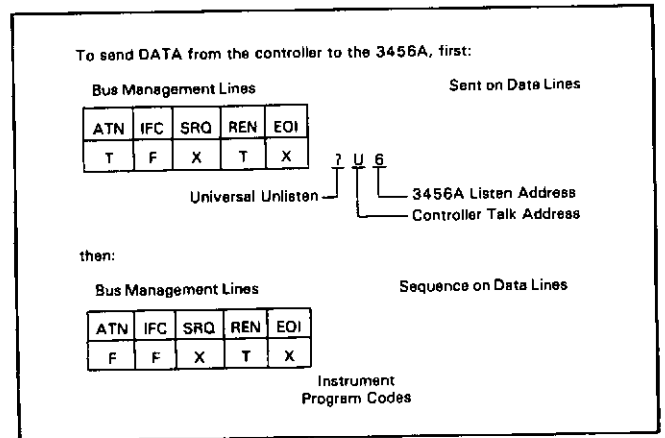 To send DATA from the controller to the 3456A, first:
Bus Management Lines Sent on Data Lines
ATN IFC SRQ REN EOI
T F X T X
? U 6
Universal Unlisten 3456A Listen Address
Controller Talk Address
then:
Bus Management Lines Sequence on Data Lines
ATN IFC SRQ REN EOI
F F X T X
Instrument
Program Codes